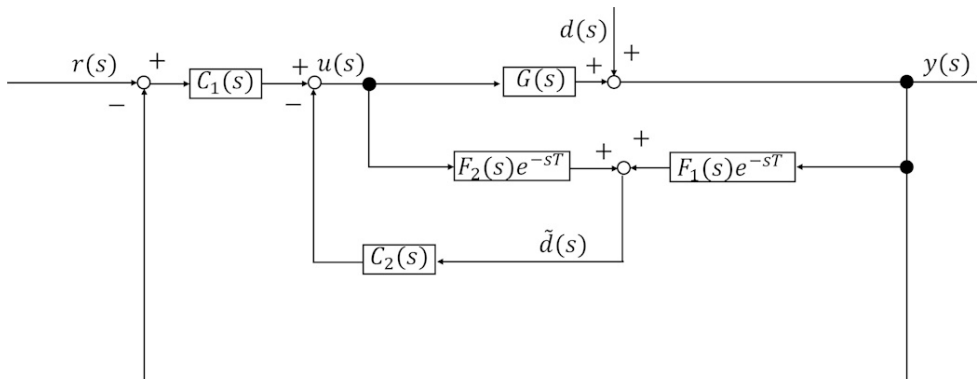 d(s)
r(s) + C₁(s) + u(s) G(s) + + y(s)
− −
F₂(s)e⁻ˢᵀ + + F₁(s)e⁻ˢᵀ
C₂(s) d̃(s)